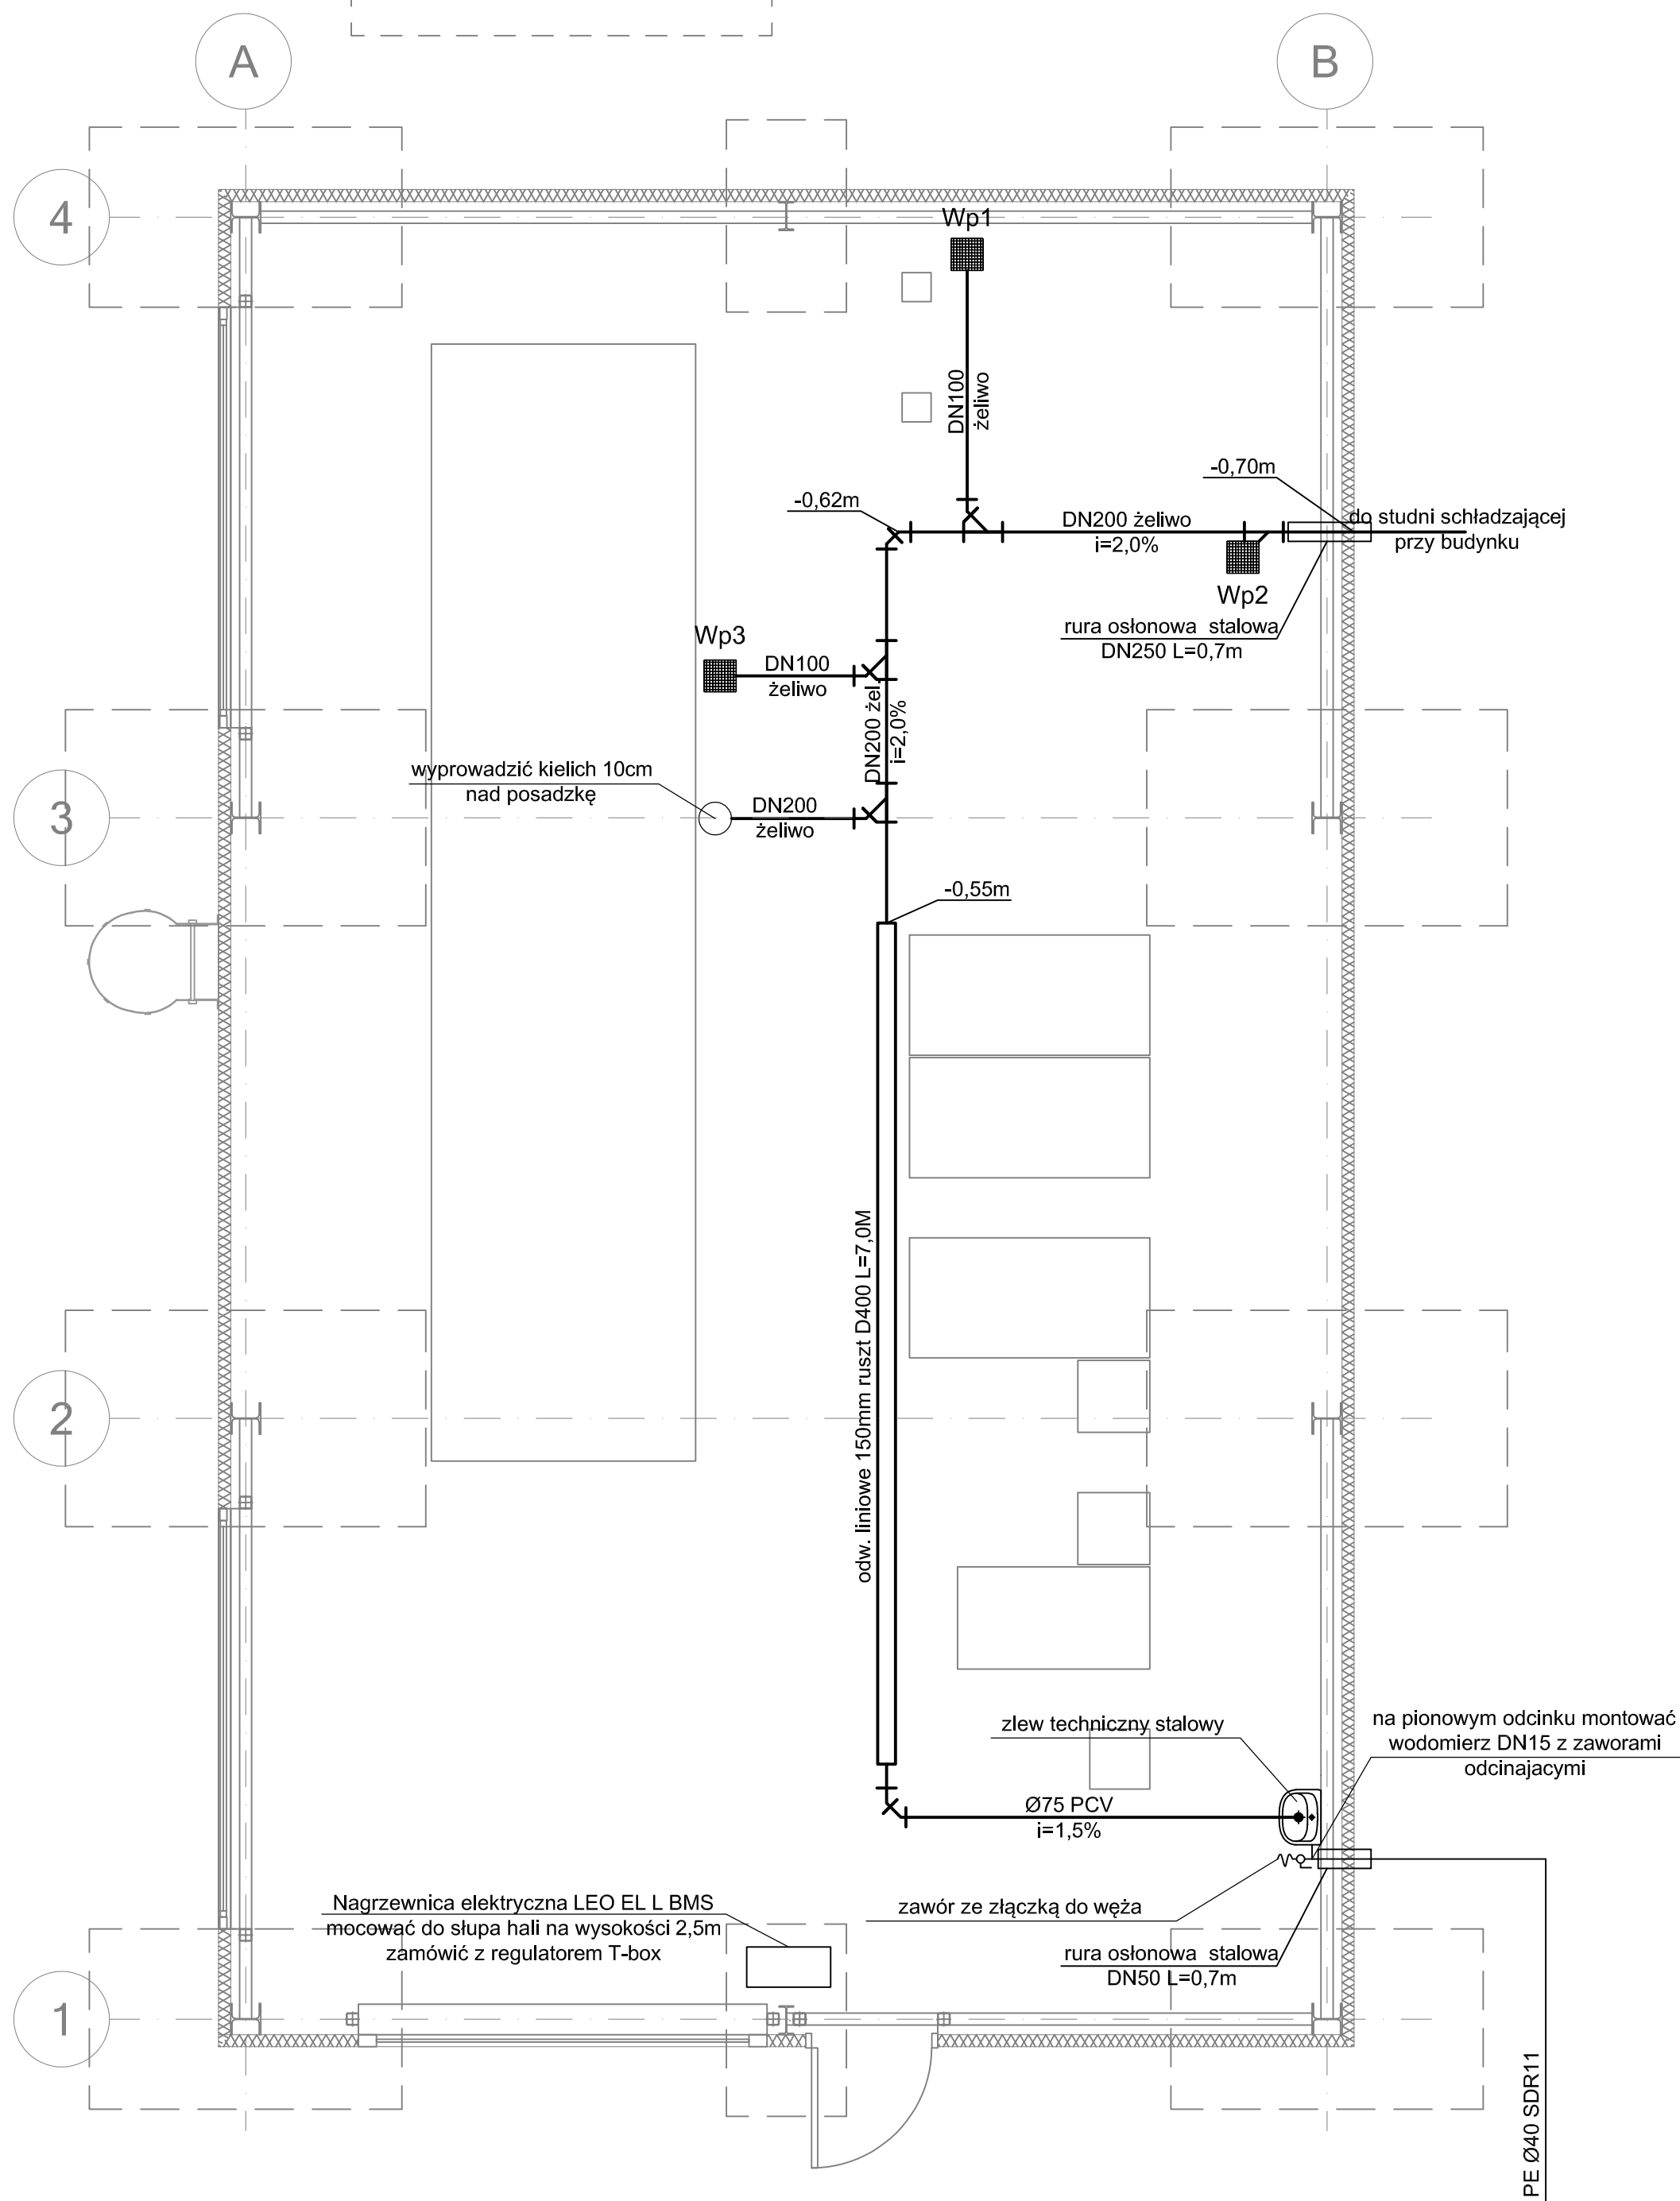 A
B
4
Wp1
DN100
żeliwo
-0,70m
-0,62m
DN200 żeliwo
i=2,0%
do studni schładzającej
przy budynku
Wp2
rura osłonowa stalowa
DN250 L=0,7m
Wp3
DN100
żeliwo
DN200 żel.
i=2,0%
wyprowadzić kielich 10cm
nad posadzkę
3
DN200
żeliwo
-0,55m
odw. liniowe 150mm ruszt D400 L=7,0M
2
zlew techniczny stalowy
na pionowym odcinku montować
wodomierz DN15 z zaworami
odcinajacymi
Ø75 PCV
i=1,5%
Nagrzewnica elektryczna LEO EL L BMS
mocować do słupa hali na wysokości 2,5m
zamówić z regulatorem T-box
zawór ze złączką do węża
rura osłonowa stalowa
DN50 L=0,7m
1
PE Ø40 SDR11